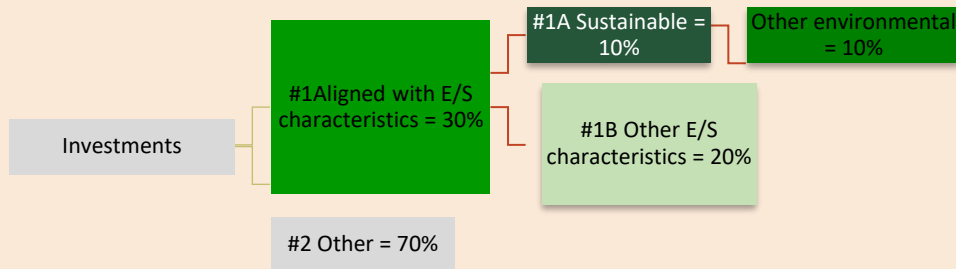 #1A Sustainable =
10%
Other environmental
= 10%
#1Aligned with E/S
characteristics = 30%
#1B Other E/S
characteristics = 20%
Investments
#2 Other = 70%